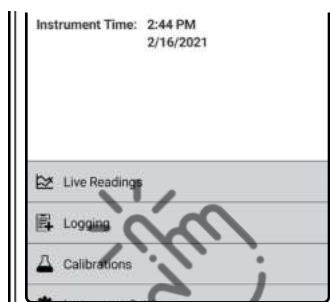 Instrument Time: 2:44 PM
2/16/2021
Live Readings
Logging
Calibrations